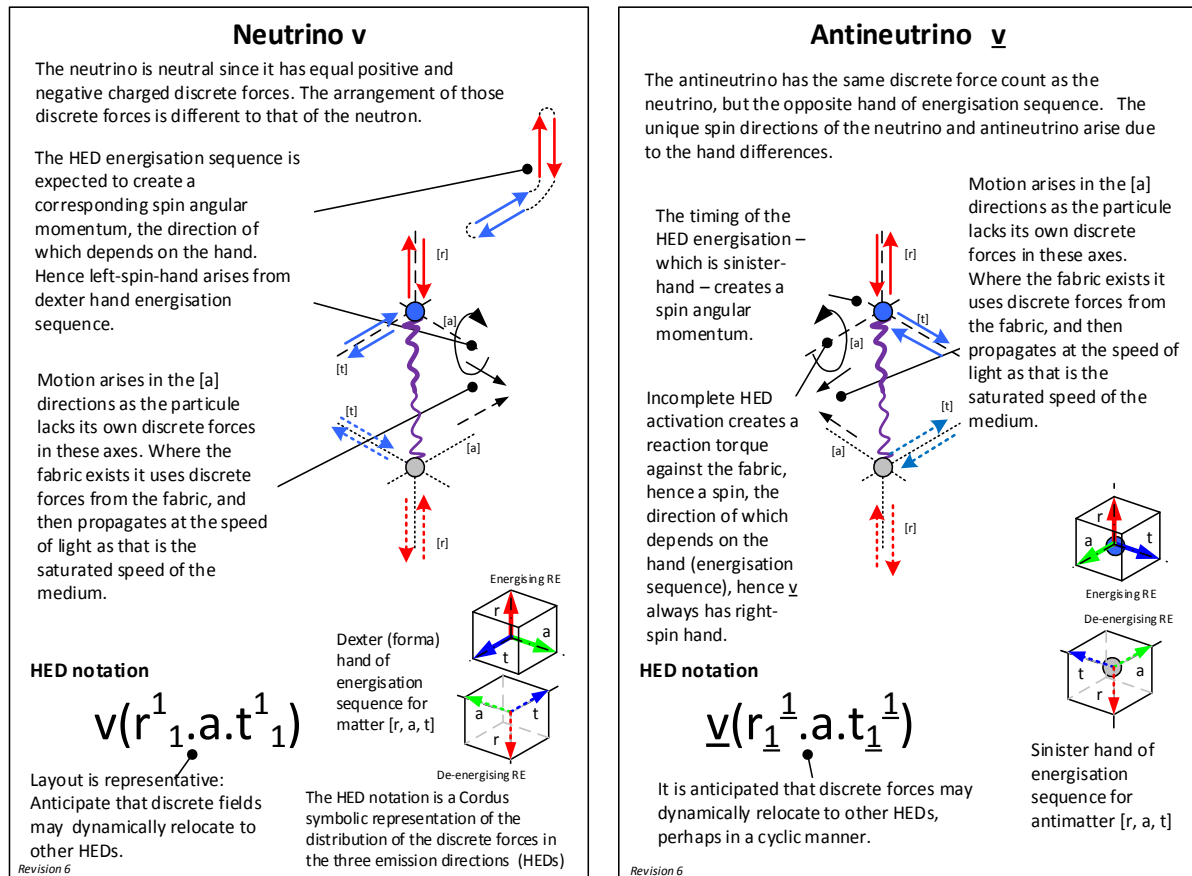 Neutrino v
The neutrino is neutral since it has equal positive and
negative charged discrete forces. The arrangement of those
discrete forces is different to that of the neutron.
The HED energisation sequence is
expected to create a
corresponding spin angular
momentum, the direction of
which depends on the hand.
Hence left-spin-hand arises from
dexter hand energisation
sequence.
[r]
[a]
[t]
Motion arises in the [a]
directions as the particule
lacks its own discrete forces
in these axes. Where the
fabric exists it uses discrete
forces from the fabric, and
then propagates at the speed
of light as that is the
saturated speed of the
medium.
[t]
[a]
[r]
Energising RE
r
a
t
Dexter (forma)
hand of
energisation
sequence for
matter [r, a, t]
a
t
r
De-energising RE
HED notation
v(r¹₁.a.t¹₁)
Layout is representative:
Anticipate that discrete fields
may dynamically relocate to
other HEDs.
The HED notation is a Cordus
symbolic representation of the
distribution of the discrete forces in
the three emission directions (HEDs)
Revision 6
Antineutrino v̲
The antineutrino has the same discrete force count as the
neutrino, but the opposite hand of energisation sequence. The
unique spin directions of the neutrino and antineutrino arise due
to the hand differences.
The timing of the
HED energisation –
which is sinister-
hand – creates a
spin angular
momentum.
Motion arises in the [a]
directions as the particule
lacks its own discrete
forces in these axes.
Where the fabric exists it
uses discrete forces from
the fabric, and then
propagates at the speed of
light as that is the
saturated speed of the
medium.
[r]
[t]
[a]
[t]
[a]
[r]
Incomplete HED
activation creates a
reaction torque
against the fabric,
hence a spin, the
direction of which
depends on the
hand (energisation
sequence), hence v̲
always has right-
spin hand.
r
a
t
Energising RE
De-energising RE
t
a
r
HED notation
v̲(r₁̲¹̲.a.t₁̲¹̲)
It is anticipated that discrete forces may
dynamically relocate to other HEDs,
perhaps in a cyclic manner.
Sinister hand of
energisation
sequence for
antimatter [r, a, t]
Revision 6